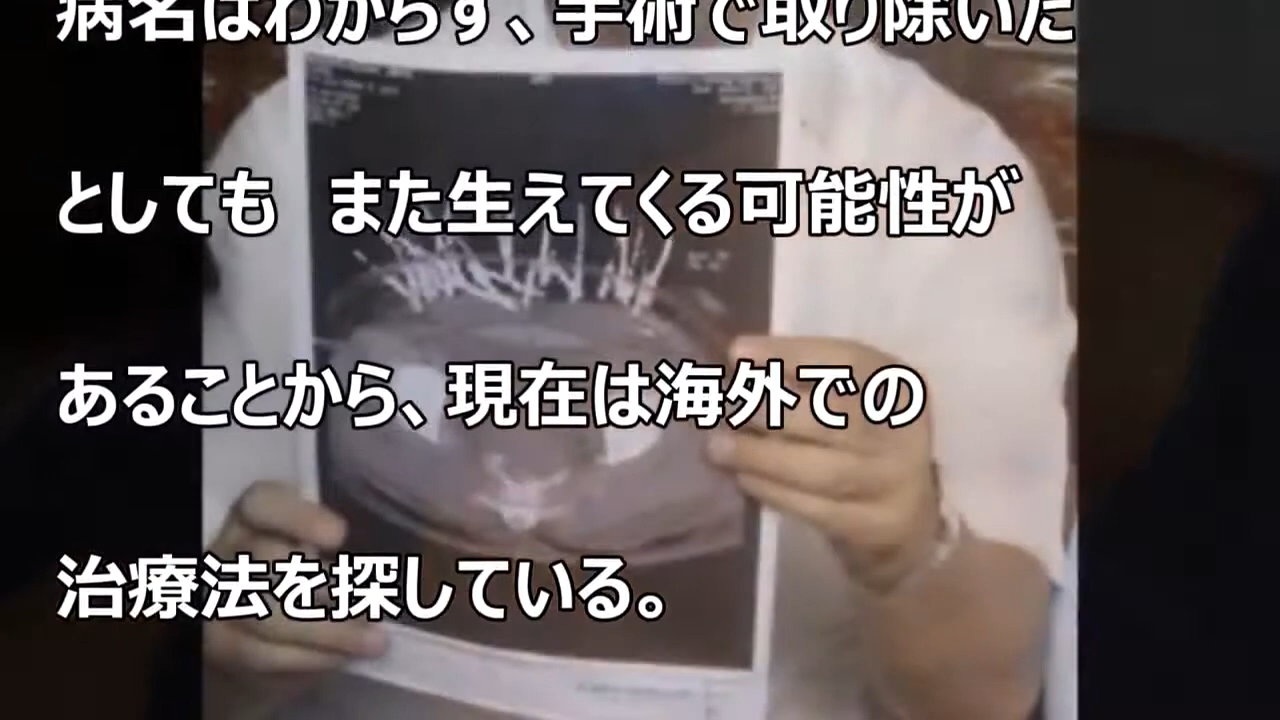 病名はわからず、手術で取り除いた
としても　また生えてくる可能性が
あることから、現在は海外での
治療法を探している。